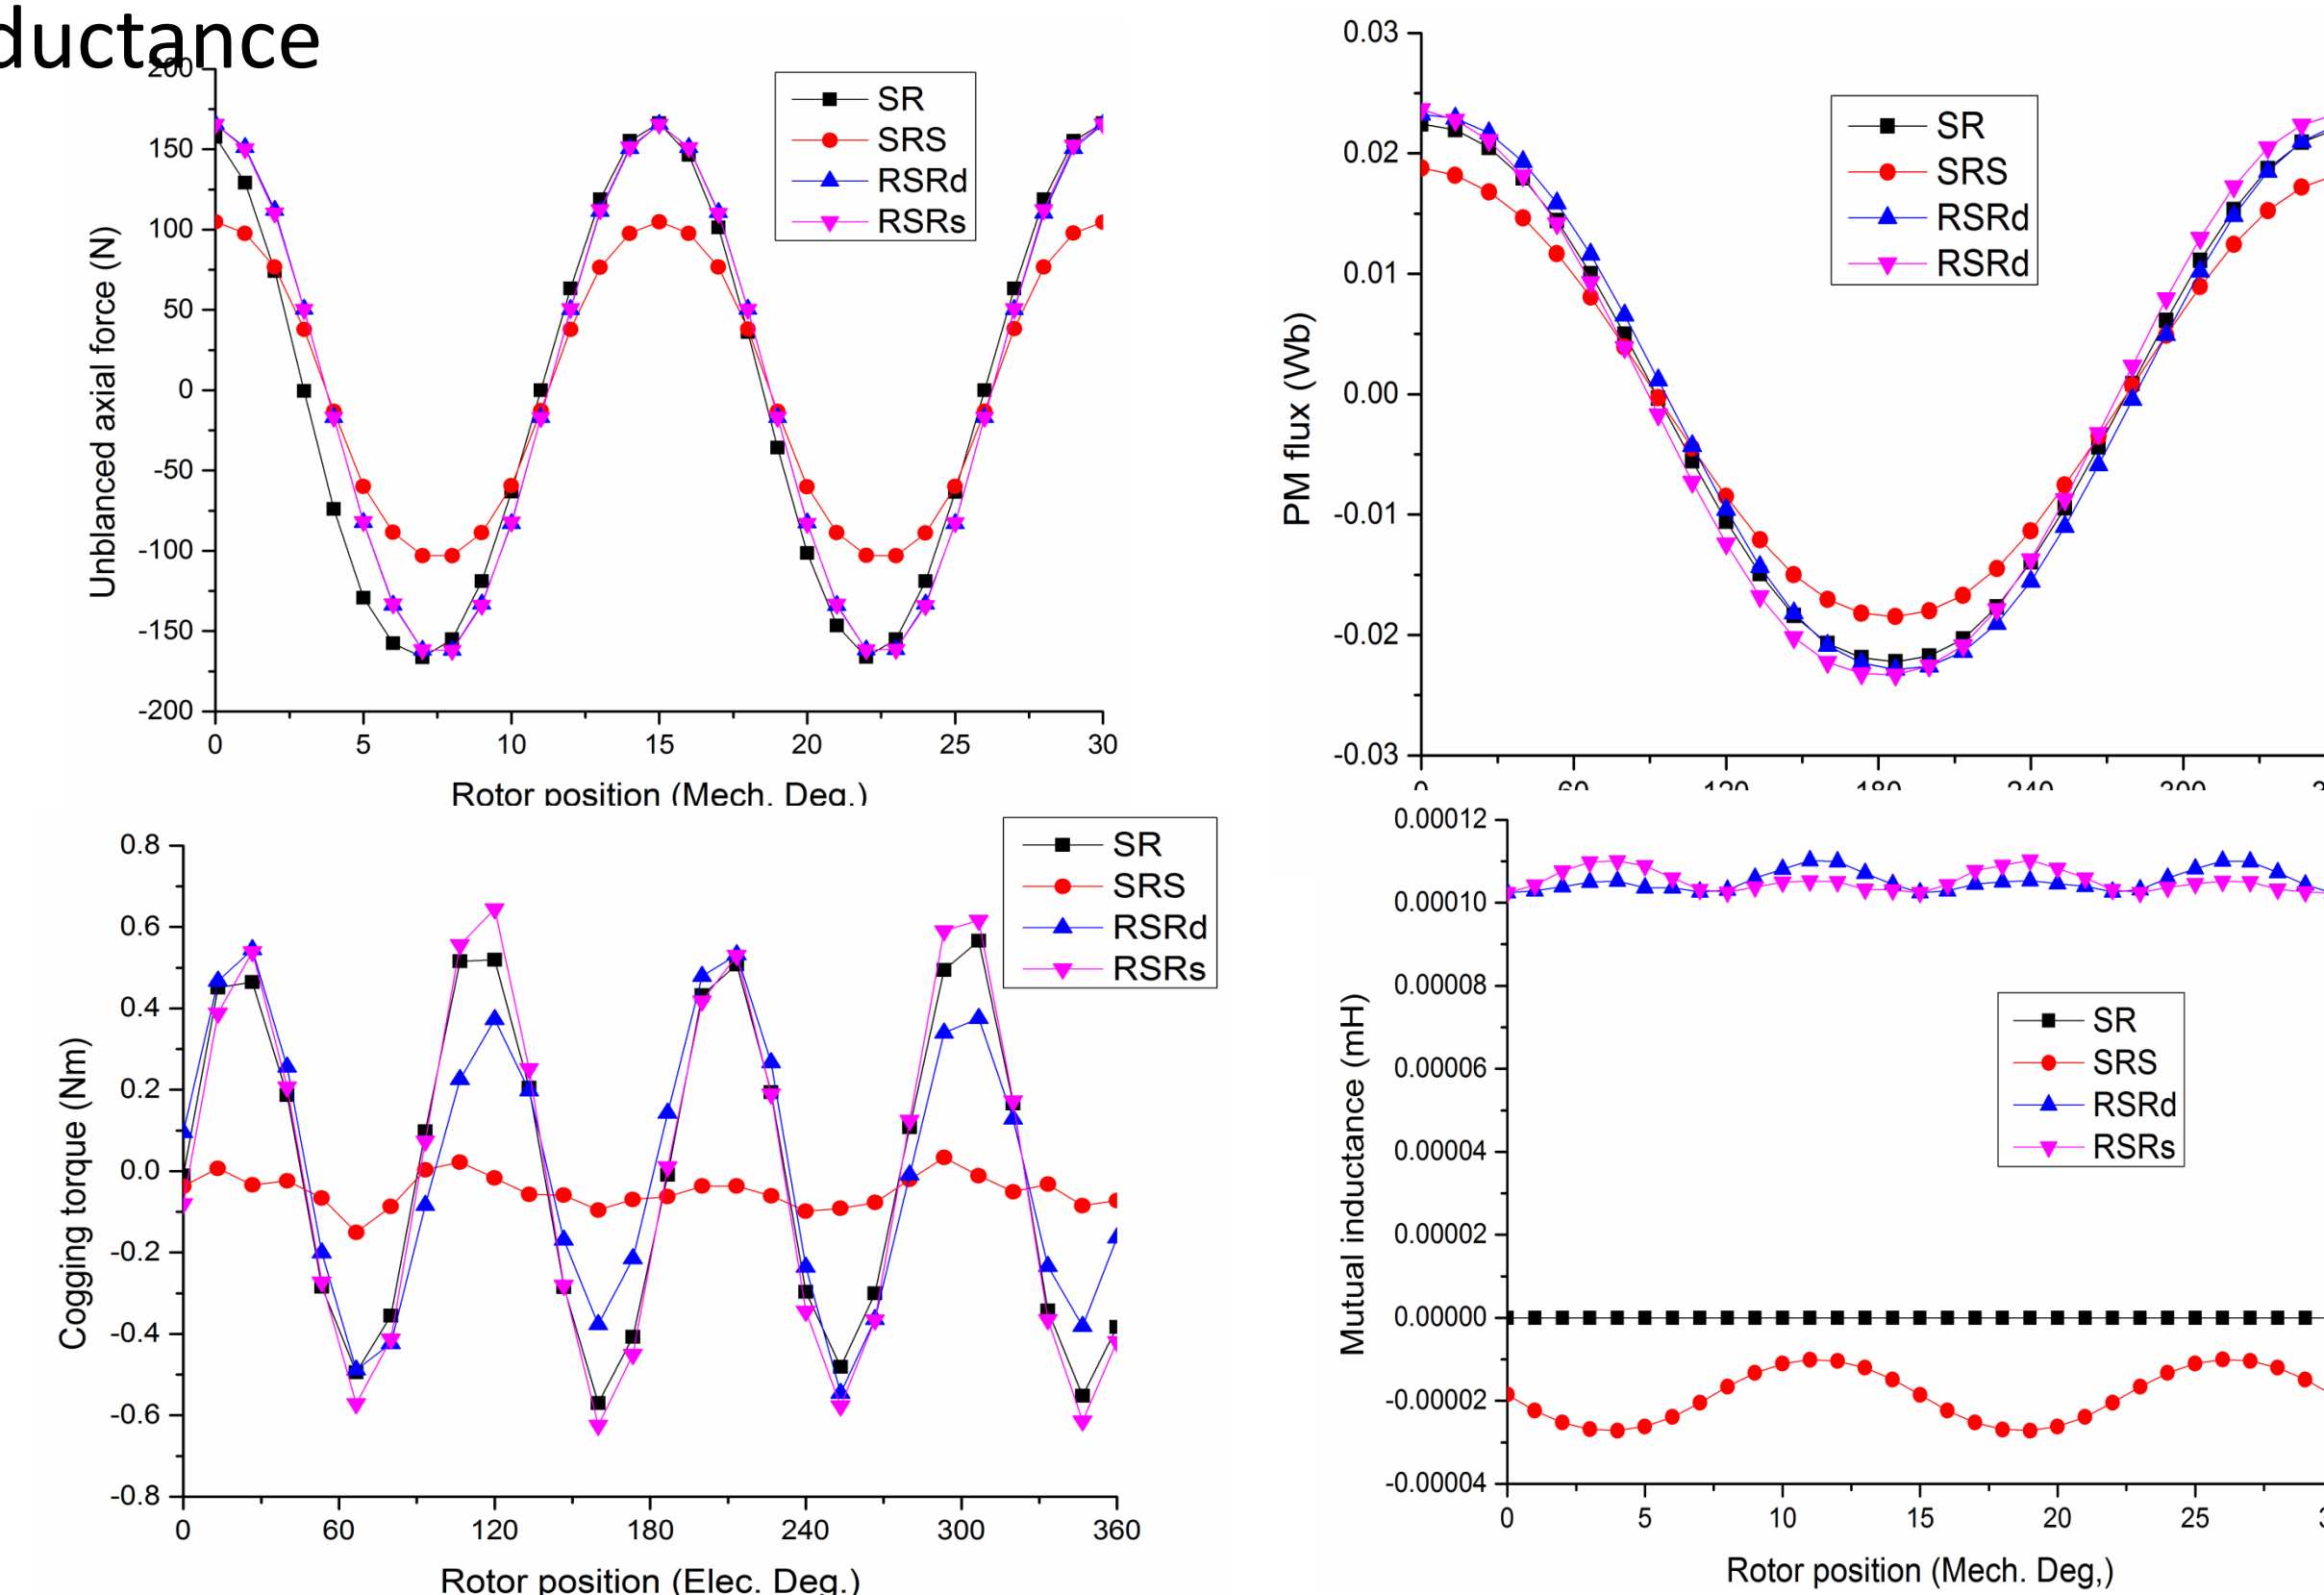 ductance
200
150
100
50
0
-50
-100
-150
-200
Unblanced axial force (N)
SR
SRS
RSRd
RSRs
0 5 10 15 20 25 30
Rotor position (Mech. Deg.)
0.03
0.02
0.01
0.00
-0.01
-0.02
-0.03
PM flux (Wb)
SR
SRS
RSRd
RSRd
0 60 120 180 240 300
0.8
0.6
0.4
0.2
0.0
-0.2
-0.4
-0.6
-0.8
Cogging torque (Nm)
SR
SRS
RSRd
RSRs
0 60 120 180 240 300 360
Rotor position (Elec. Deg.)
0.00012
0.00010
0.00008
0.00006
0.00004
0.00002
0.00000
-0.00002
-0.00004
Mutual inductance (mH)
SR
SRS
RSRd
RSRs
0 5 10 15 20 25
Rotor position (Mech. Deg,)